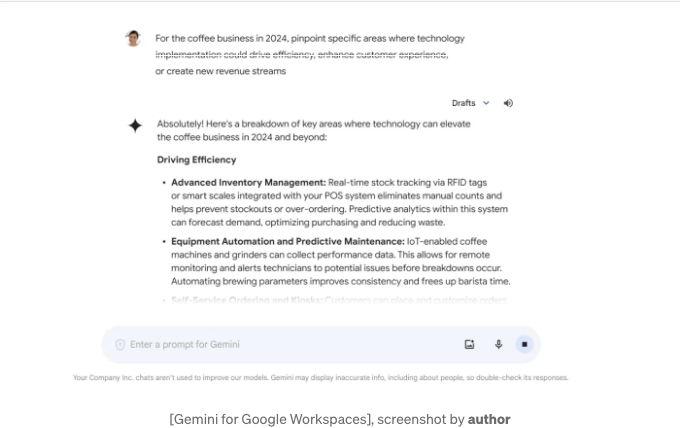 For the coffee business in 2024, pinpoint specific areas where technology
implementation could drive efficiency, enhance customer experience,
or create new revenue streams
Drafts
Absolutely! Here's a breakdown of key areas where technology can elevate
the coffee business in 2024 and beyond:
Driving Efficiency
• Advanced Inventory Management: Real-time stock tracking via RFID tags
or smart scales integrated with your POS system eliminates manual counts and
helps prevent stockouts or over-ordering. Predictive analytics within this system
can forecast demand, optimizing purchasing and reducing waste.
• Equipment Automation and Predictive Maintenance: IoT-enabled coffee
machines and grinders can collect performance data. This allows for remote
monitoring and alerts technicians to potential issues before breakdowns occur.
Automating brewing parameters improves consistency and frees up barista time.
• Self-Service Ordering and Kiosks: Customers can place and customize orders
Enter a prompt for Gemini
Your Company Inc. chats aren't used to improve our models. Gemini may display inaccurate info, including about people, so double-check its responses.
[Gemini for Google Workspaces], screenshot by author